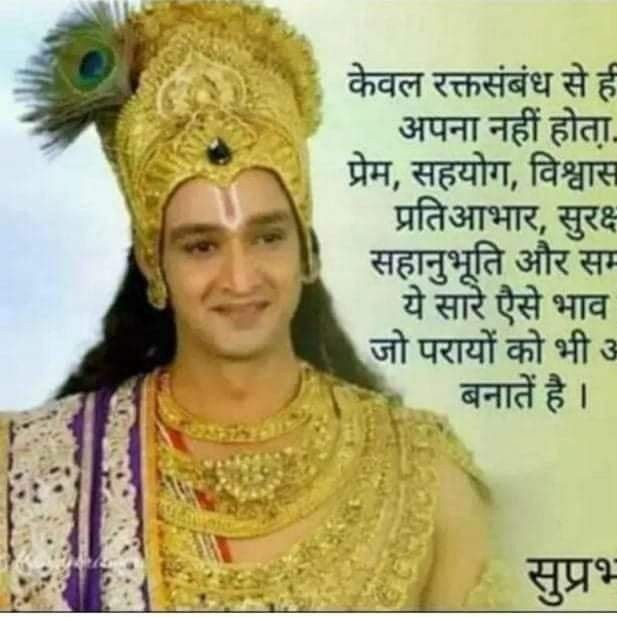 केवल रक्तसंबंध से
अपना नहीं होता.
प्रेम, सहयोग, विश्वास
प्रतिआभार,
सहानुभूति और
ये सारे ऐसे भाव
जो परायों को भी
बनातें है ।